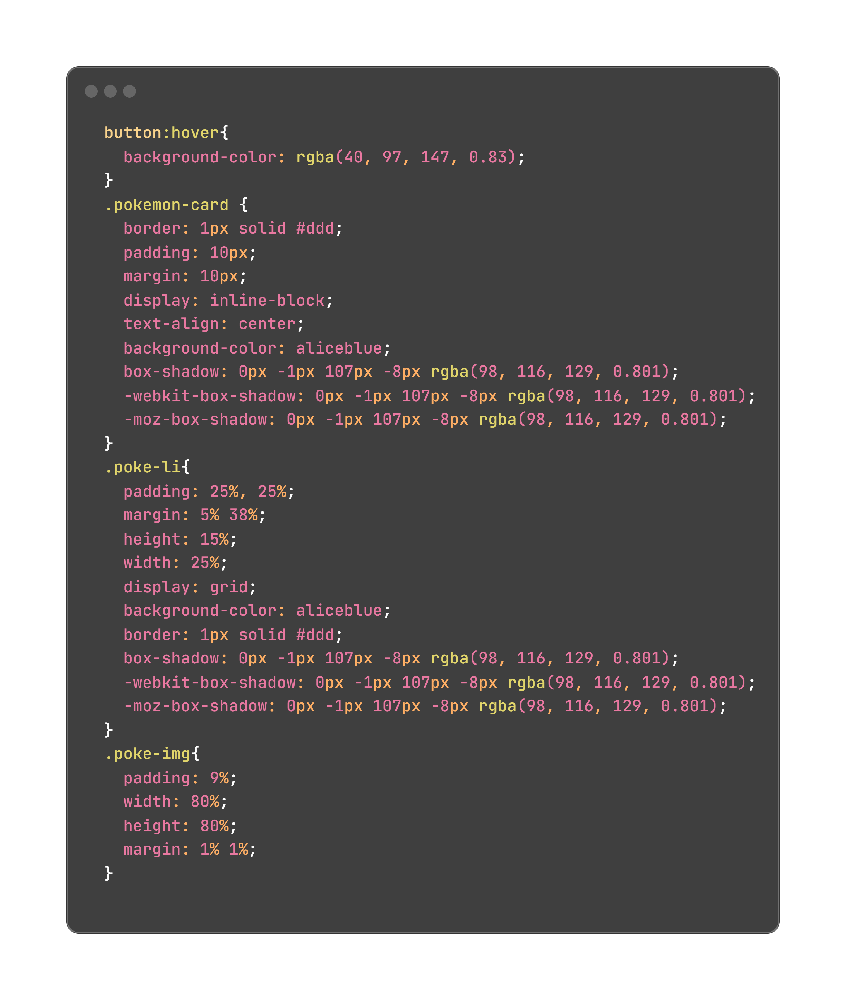 button:hover{
  background-color: rgba(40, 97, 147, 0.83);
}
.pokemon-card {
  border: 1px solid #ddd;
  padding: 10px;
  margin: 10px;
  display: inline-block;
  text-align: center;
  background-color: aliceblue;
  box-shadow: 0px -1px 107px -8px rgba(98, 116, 129, 0.801);
  -webkit-box-shadow: 0px -1px 107px -8px rgba(98, 116, 129, 0.801);
  -moz-box-shadow: 0px -1px 107px -8px rgba(98, 116, 129, 0.801);
}
.poke-li{
  padding: 25%, 25%;
  margin: 5% 38%;
  height: 15%;
  width: 25%;
  display: grid;
  background-color: aliceblue;
  border: 1px solid #ddd;
  box-shadow: 0px -1px 107px -8px rgba(98, 116, 129, 0.801);
  -webkit-box-shadow: 0px -1px 107px -8px rgba(98, 116, 129, 0.801);
  -moz-box-shadow: 0px -1px 107px -8px rgba(98, 116, 129, 0.801);
}
.poke-img{
  padding: 9%;
  width: 80%;
  height: 80%;
  margin: 1% 1%;
}